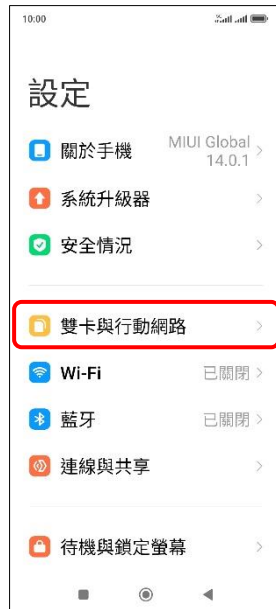 10:00
設定
關於手機
MIUI Global
14.0.1
系統升級器
安全情況
雙卡與行動網路
Wi-Fi
已關閉
藍牙
已關閉
連線與共享
待機與鎖定螢幕